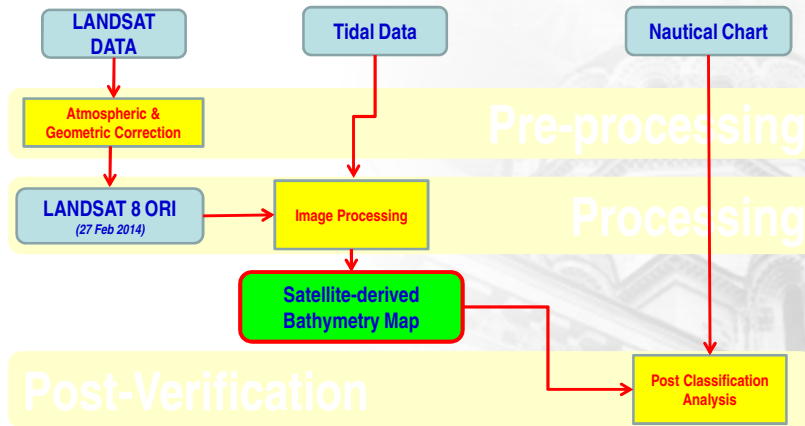 LANDSAT
DATA
Tidal Data
Nautical Chart
Atmospheric &
Geometric Correction
Pre-processing
LANDSAT 8 ORI
(27 Feb 2014)
Image Processing
Processing
Satellite-derived
Bathymetry Map
Post-Verification
Post Classification
Analysis